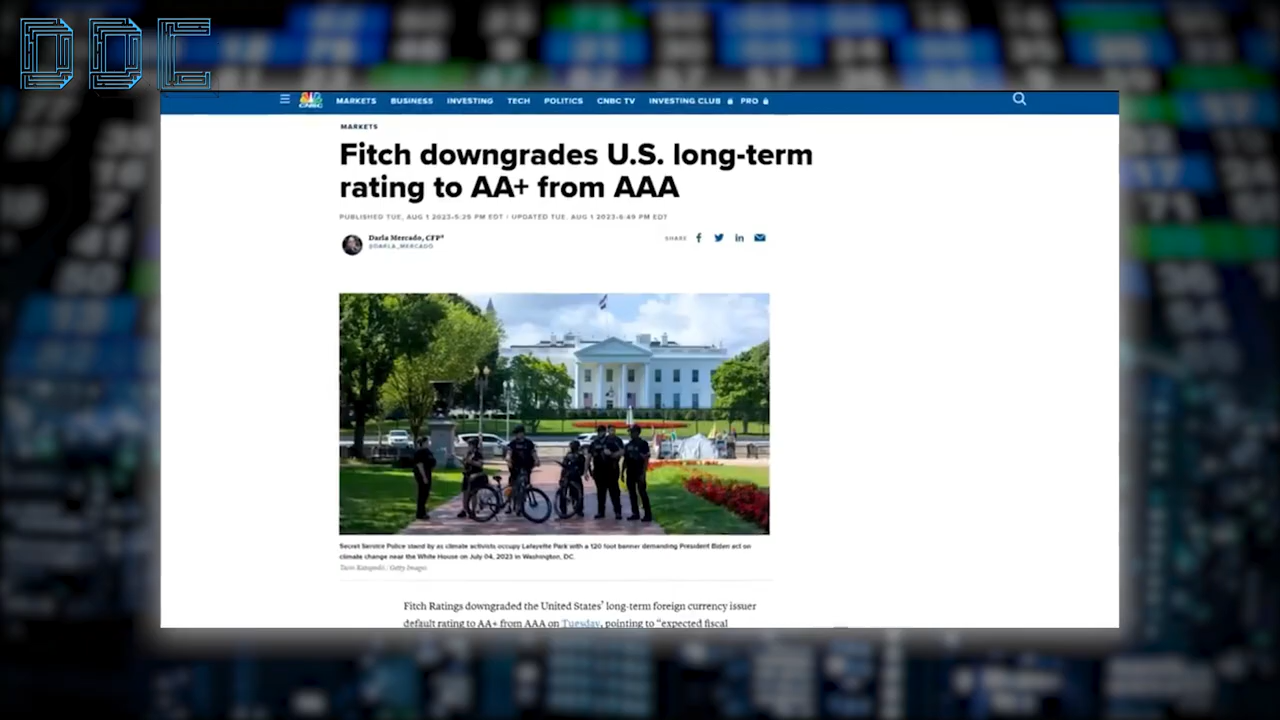 DDC
CNBC
MARKETS BUSINESS INVESTING TECH POLITICS CNBC TV INVESTING CLUB PRO
MARKETS
Fitch downgrades U.S. long-term
rating to AA+ from AAA
PUBLISHED TUE, AUG 1 2023-5:25 PM EDT / UPDATED TUE. AUG 1 2023-6:49 PM EDT
Darla Mercado, CFP®
@DARLA_MERCADO
SHARE
Secret Service Police stand by as climate activists occupy Lafayette Park with a 120 foot banner demanding President Biden act on
climate change near the White House on July 04, 2023 in Washington, DC.
Getty Images
Fitch Ratings downgraded the United States’ long-term foreign currency issuer
default rating to AA+ from AAA on Tuesday, pointing to “expected fiscal